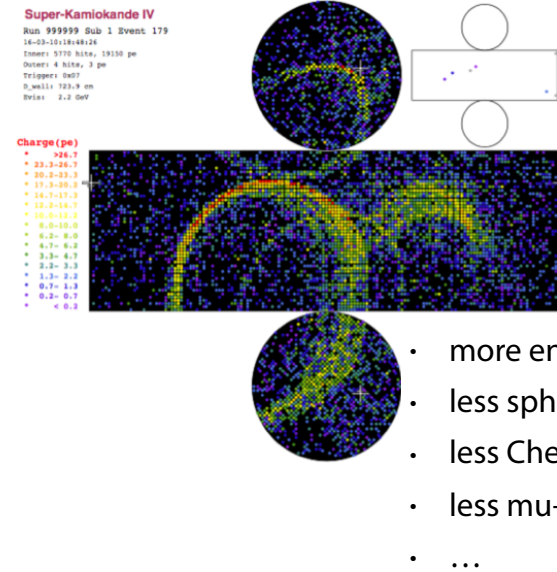 Super-Kamiokande IV
Run 999999 Sub 1 Event 179
16-03-10:18:48:26
Inner: 5770 hits, 19150 pe
Outer: 4 hits, 3 pe
Trigger: 0x07
D_wall: 723.9 cm
Evis: 2.2 GeV
Charge(pe)
>26.7
23.3-26.7
20.2-23.3
17.3-20.2
14.7-17.3
12.2-14.7
10.0-12.2
8.0-10.0
6.2- 8.0
4.7- 6.2
3.3- 4.7
2.2- 3.3
1.3- 2.2
0.7- 1.3
0.2- 0.7
< 0.2
• more en
• less sph
• less Che
• less mu-
• …